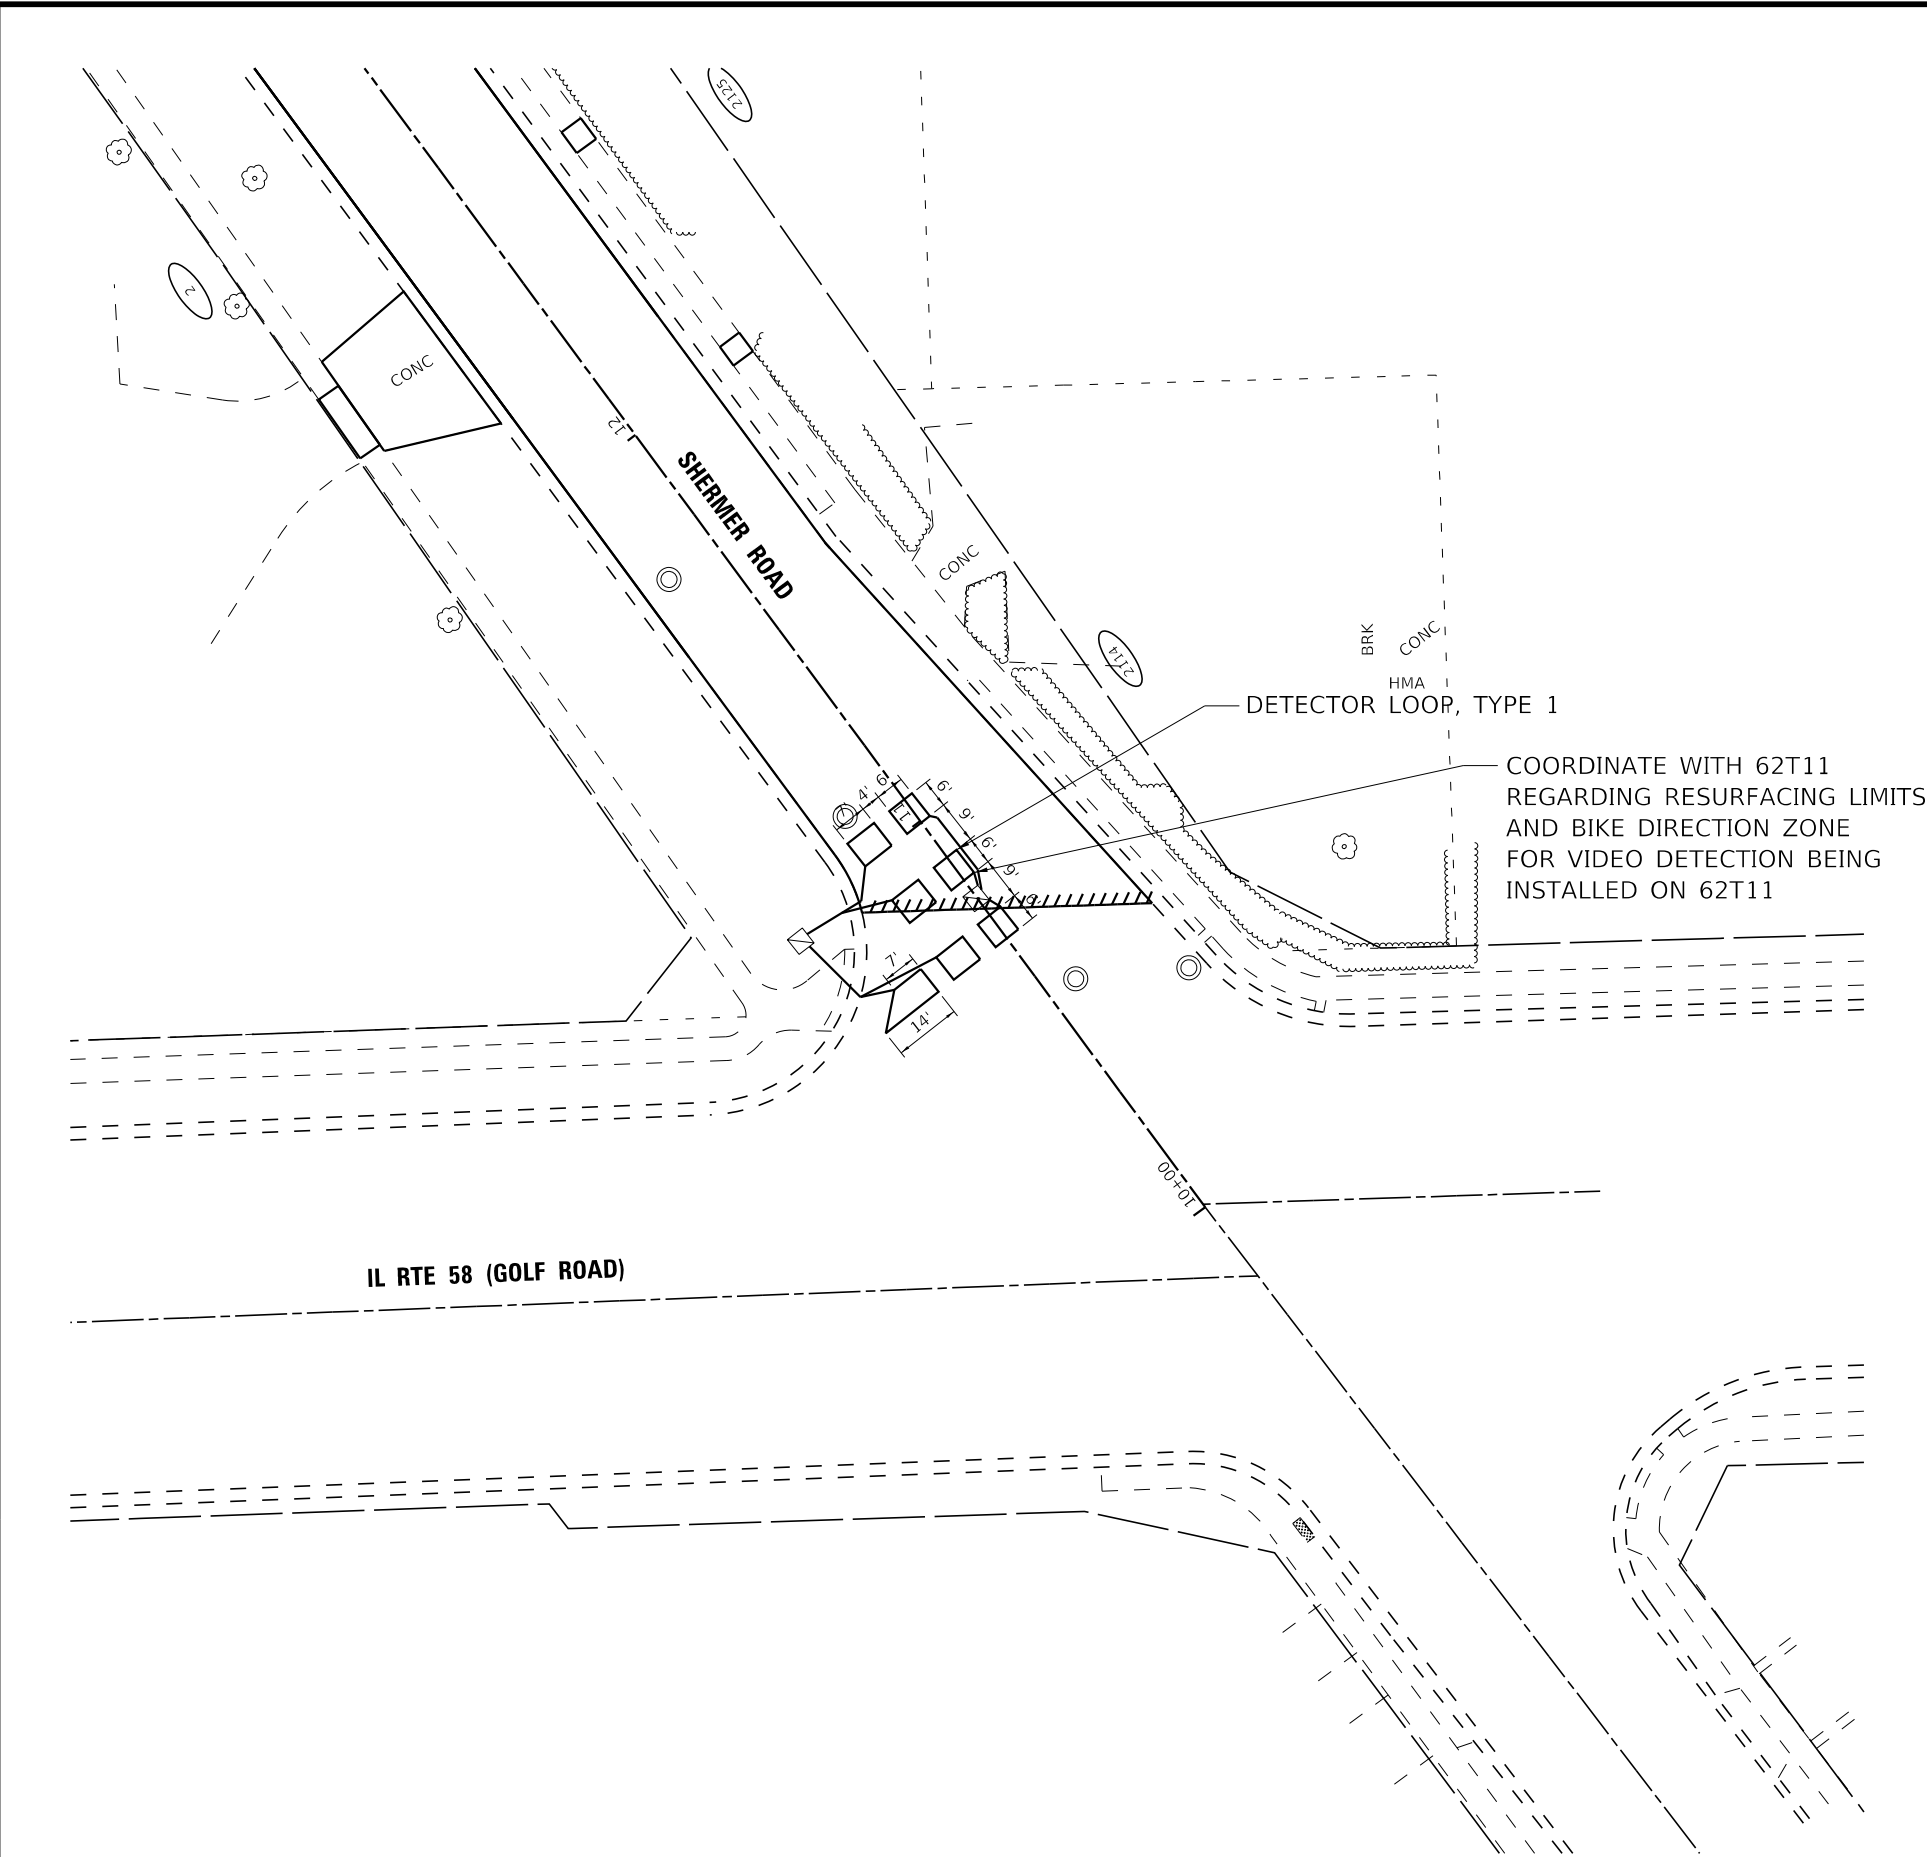 2125
2
CONC
12
SHERMER ROAD
CONC
BRK
CONC
2114
HMA
DETECTOR LOOP, TYPE 1
COORDINATE WITH 62T11
REGARDING RESURFACING LIMITS
AND BIKE DIRECTION ZONE
FOR VIDEO DETECTION BEING
INSTALLED ON 62T11
4'
6'
11
6'
9'
6'
9'
6'
7'
14'
10+00
IL RTE 58 (GOLF ROAD)